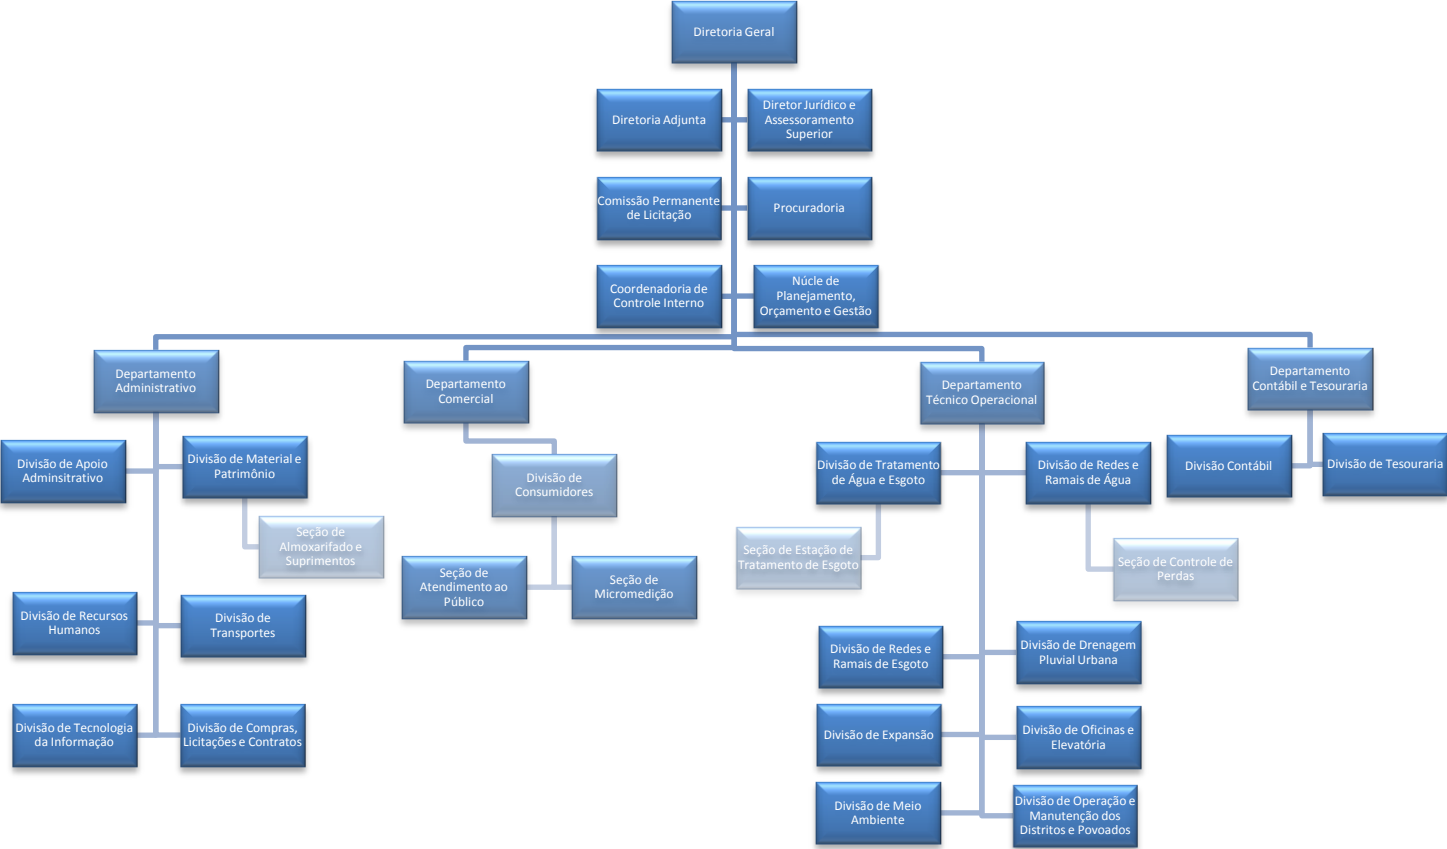 Diretoria Geral
Diretoria Adjunta
Diretor Jurídico e
Assessoramento
Superior
Comissão Permanente
de Licitação
Procuradoria
Coordenadoria de
Controle Interno
Núcle de
Planejamento,
Orçamento e Gestão
Departamento
Administrativo
Departamento
Comercial
Departamento
Técnico Operacional
Departamento
Contábil e Tesouraria
Divisão de Apoio
Adminsitrativo
Divisão de Material e
Patrimônio
Seção de
Almoxarifado e
Suprimentos
Divisão de Recursos
Humanos
Divisão de
Transportes
Divisão de Tecnologia
da Informação
Divisão de Compras,
Licitações e Contratos
Divisão de
Consumidores
Seção de
Atendimento ao
Público
Seção de
Micromedição
Divisão de Tratamento
de Água e Esgoto
Divisão de Redes e
Ramais de Água
Seção de Estação de
Tratamento de Esgoto
Seção de Controle de
Perdas
Divisão de Redes e
Ramais de Esgoto
Divisão de Drenagem
Pluvial Urbana
Divisão de Expansão
Divisão de Oficinas e
Elevatória
Divisão de Meio
Ambiente
Divisão de Operação e
Manutenção dos
Distritos e Povoados
Divisão Contábil
Divisão de Tesouraria